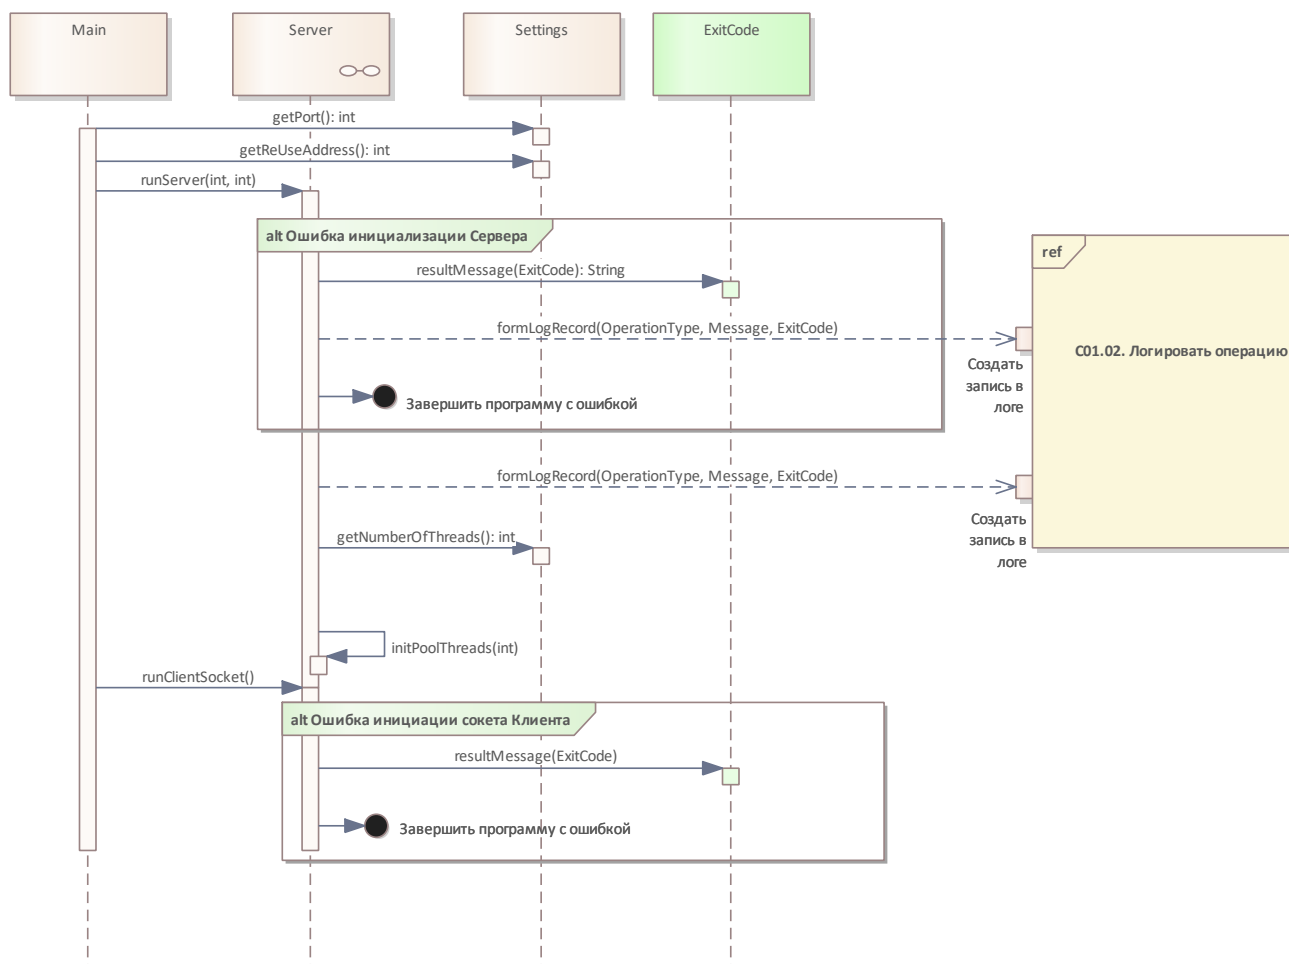 Main
Server
Settings
ExitCode
getPort(): int
getReUseAddress(): int
runServer(int, int)
alt Ошибка инициализации Сервера
ref
resultMessage(ExitCode): String
formLogRecord(OperationType, Message, ExitCode)
С01.02. Логировать операцию
Создать
запись в
логе
Завершить программу с ошибкой
formLogRecord(OperationType, Message, ExitCode)
Создать
запись в
логе
getNumberOfThreads(): int
initPoolThreads(int)
runClientSocket()
alt Ошибка инициации сокета Клиента
resultMessage(ExitCode)
Завершить программу с ошибкой